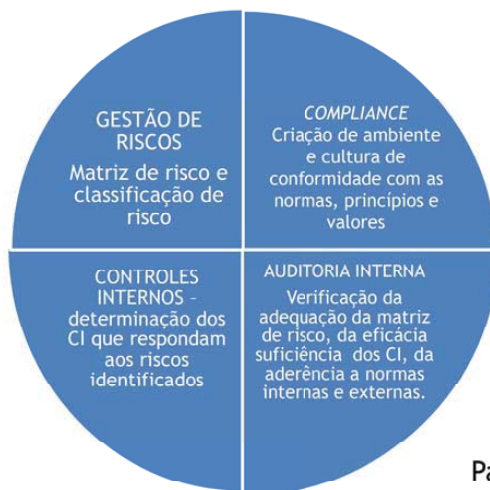 GESTÃO DE
RISCOS
Matriz de risco e
classificação de
risco
COMPLIANCE
Criação de ambiente
e cultura de
conformidade com as
normas, princípios e
valores
CONTROLES
INTERNOS -
determinação dos
CI que respondam
aos riscos
identificados
AUDITORIA INTERNA
Verificação da
adequação da matriz
de risco, da eficácia
suficiência dos CI, da
aderência a normas
internas e externas.